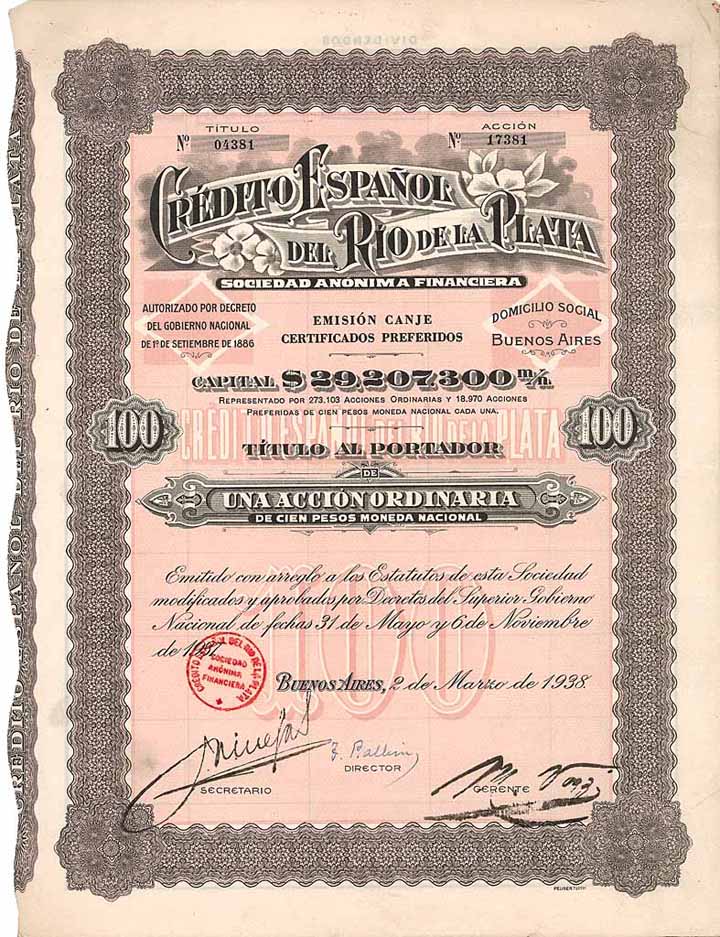 DIVIDENDOS
TÍTULO
Nº 04381
ACCIÓN
Nº 17381
CRÉDITO ESPAÑOL
DEL RÍO DE LA PLATA
SOCIEDAD ANÓNIMA FINANCIERA
AUTORIZADO POR DECRETO
DEL GOBIERNO NACIONAL
DE 1º DE SETIEMBRE DE 1886
EMISIÓN CANJE
CERTIFICADOS PREFERIDOS
DOMICILIO SOCIAL
BUENOS AIRES
CAPITAL $ 29,207,300 m/n.
REPRESENTADO POR 273.103 ACCIONES ORDINARIAS Y 18.970 ACCIONES
PREFERIDAS DE CIEN PESOS MONEDA NACIONAL CADA UNA.
100
100
CRÉDITO ESPAÑOL DEL RÍO DE LA PLATA
TÍTULO AL PORTADOR
DE
UNA ACCIÓN ORDINARIA
DE CIEN PESOS MONEDA NACIONAL
100
Emitido con arreglo a los Estatutos de esta Sociedad
modificados y aprobados por Decretos del Superior Gobierno
Nacional de fechas 31 de Mayo y 6 de Noviembre
de 1937.
CRÉDITO ESPAÑOL DEL RIO DE LA PLATA
SOCIEDAD
ANÓNIMA
FINANCIERA
BUENOS AIRES, 2 de Marzo de 1938.
SECRETARIO
DIRECTOR
GERENTE
CREDITO ESPAÑOL DEL RIO DE LA PLATA